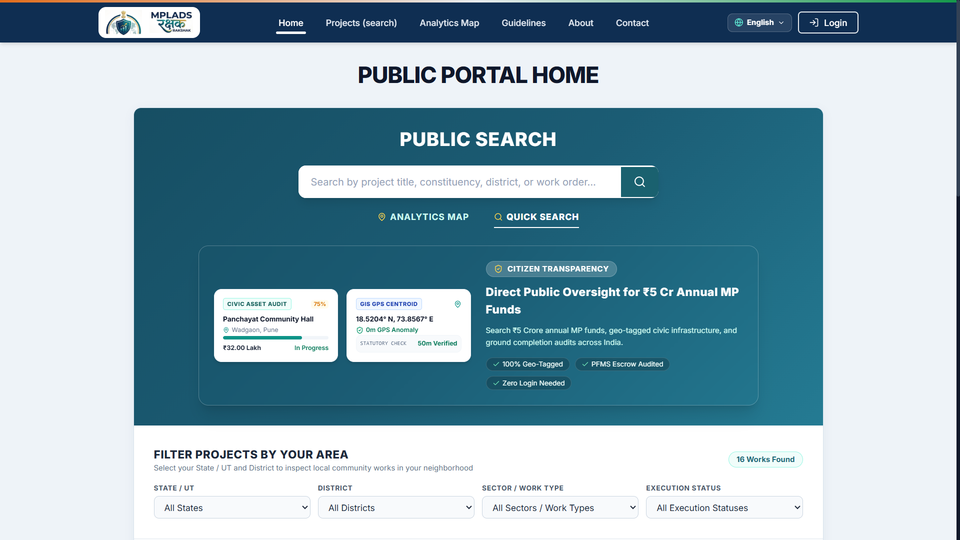 MPLADS
रक्षक
RAKSHAK
Home
Projects (search)
Analytics Map
Guidelines
About
Contact
English
Login
PUBLIC PORTAL HOME
PUBLIC SEARCH
Search by project title, constituency, district, or work order...
ANALYTICS MAP
QUICK SEARCH
CIVIC ASSET AUDIT
75%
Panchayat Community Hall
Wadgaon, Pune
₹32.00 Lakh
In Progress
GIS GPS CENTROID
18.5204° N, 73.8567° E
0m GPS Anomaly
STATUTORY CHECK
50m Verified
CITIZEN TRANSPARENCY
Direct Public Oversight for ₹5 Cr Annual MP
Funds
Search ₹5 Crore annual MP funds, geo-tagged civic infrastructure, and
ground completion audits across India.
100% Geo-Tagged
PFMS Escrow Audited
Zero Login Needed
FILTER PROJECTS BY YOUR AREA
Select your State / UT and District to inspect local community works in your neighborhood
16 Works Found
STATE / UT
DISTRICT
SECTOR / WORK TYPE
EXECUTION STATUS
All States
All Districts
All Sectors / Work Types
All Execution Statuses